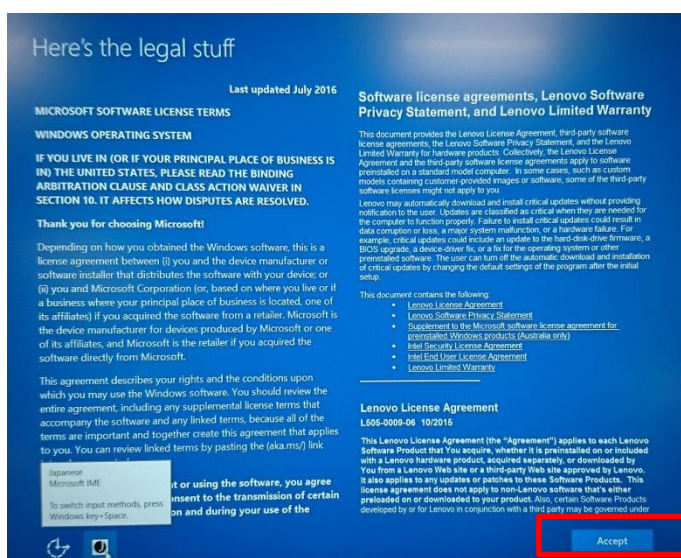 Here's the legal stuff
Last updated July 2016
MICROSOFT SOFTWARE LICENSE TERMS
WINDOWS OPERATING SYSTEM
IF YOU LIVE IN (OR IF YOUR PRINCIPAL PLACE OF BUSINESS IS
IN) THE UNITED STATES, PLEASE READ THE BINDING
ARBITRATION CLAUSE AND CLASS ACTION WAIVER IN
SECTION 10. IT AFFECTS HOW DISPUTES ARE RESOLVED.
Thank you for choosing Microsoft!
Depending on how you obtained the Windows software, this is a
license agreement between (i) you and the device manufacturer or
software installer that distributes the software with your device; or
(ii) you and Microsoft Corporation (or, based on where you live or if
a business where your principal place of business is located, one of
its affiliates) if you acquired the software from a retailer. Microsoft is
the device manufacturer for devices produced by Microsoft or one
of its affiliates, and Microsoft is the retailer if you acquired the
software directly from Microsoft.
This agreement describes your rights and the conditions upon
which you may use the Windows software. You should review the
entire agreement, including any supplemental license terms that
accompany the software and any linked terms, because all of the
terms are important and together create this agreement that applies
to you. You can review linked terms by pasting the (aka.ms/) link
or using the software, you agree
onsent to the transmission of certain
on and during your use of the
Japanese
Microsoft IME
To switch input methods, press
Windows key+Space.
Software license agreements, Lenovo Software
Privacy Statement, and Lenovo Limited Warranty
This document provides the Lenovo License Agreement, third-party software
license agreements, the Lenovo Software Privacy Statement, and the Lenovo
Limited Warranty for hardware products. Collectively, the Lenovo License
Agreement and the third-party software license agreements apply to software
preinstalled on a standard model computer. In some cases, such as custom
models containing customer-provided images or software, some of the third-party
software licenses might not apply to you.
Lenovo may automatically download and install critical updates without providing
notification to the user. Updates are classified as critical when they are needed for
the computer to function properly. Failure to install critical updates could result in
data corruption or loss, a major system malfunction, or a hardware failure. For
example, critical updates could include an update to the hard-disk-drive firmware, a
BIOS upgrade, a device-driver fix, or a fix for the operating system or other
preinstalled software. The user can turn off the automatic download and installation
of critical updates by changing the default settings of the program after the initial
setup.
This document contains the following:
• Lenovo License Agreement
• Lenovo Software Privacy Statement
• Supplement to the Microsoft software license agreement for
preinstalled Windows products (Australia only)
• Intel Security License Agreement
• Intel End User License Agreement
• Lenovo Limited Warranty
Lenovo License Agreement
L505-0009-06 10/2015
This Lenovo License Agreement (the "Agreement") applies to each Lenovo
Software Product that You acquire, whether it is preinstalled on or included
with a Lenovo hardware product, acquired separately, or downloaded by
You from a Lenovo Web site or a third-party Web site approved by Lenovo.
It also applies to any updates or patches to these Software Products. This
license agreement does not apply to non-Lenovo software that's either
preloaded on or downloaded to your product. Also, certain Software Products
developed by or for Lenovo in conjunction with a third party may be governed under
Accept